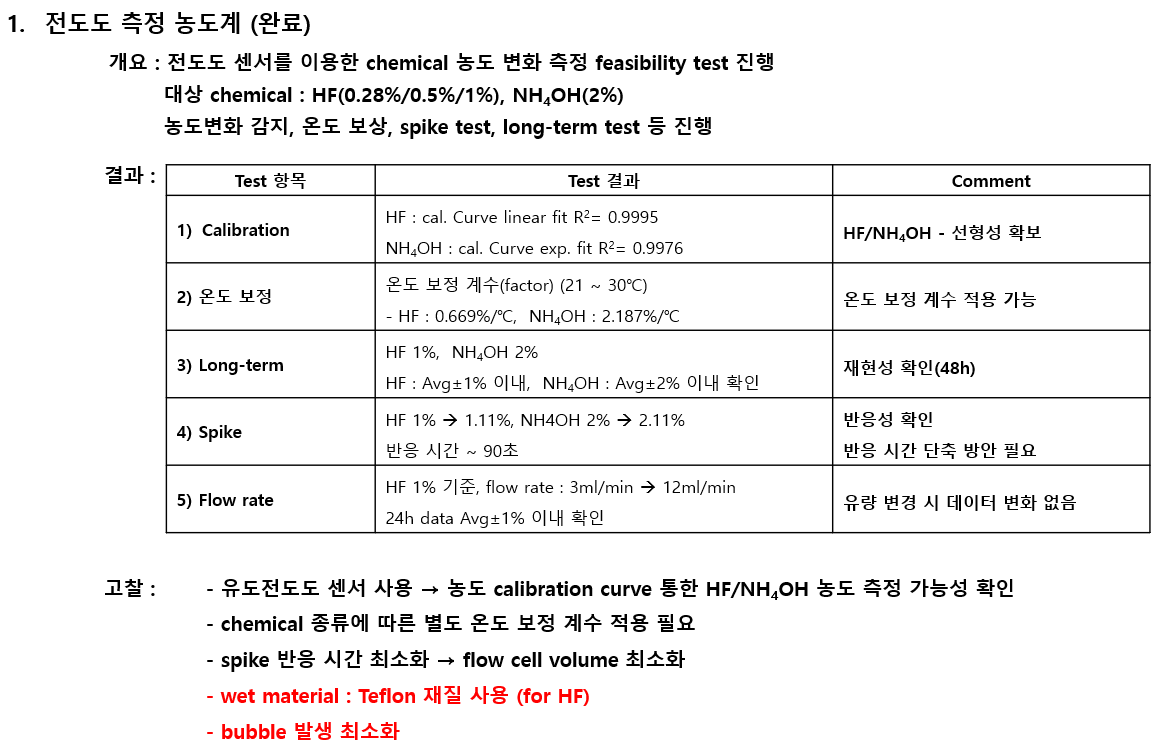 1. 전도도 측정 농도계 (완료)
개요 : 전도도 센서를 이용한 chemical 농도 변화 측정 feasibility test 진행
대상 chemical : HF(0.28%/0.5%/1%), NH₄OH(2%)
농도변화 감지, 온도 보상, spike test, long-term test 등 진행
결과 :
Test 항목 Test 결과 Comment
1) Calibration
HF : cal. Curve linear fit R²= 0.9995
NH₄OH : cal. Curve exp. fit R²= 0.9976
HF/NH₄OH - 선형성 확보
2) 온도 보정
온도 보정 계수(factor) (21 ~ 30℃)
- HF : 0.669%/℃, NH₄OH : 2.187%/℃
온도 보정 계수 적용 가능
3) Long-term
HF 1%, NH₄OH 2%
HF : Avg±1% 이내, NH₄OH : Avg±2% 이내 확인
재현성 확인(48h)
4) Spike
HF 1% → 1.11%, NH4OH 2% → 2.11%
반응 시간 ~ 90초
반응성 확인
반응 시간 단축 방안 필요
5) Flow rate
HF 1% 기준, flow rate : 3ml/min → 12ml/min
24h data Avg±1% 이내 확인
유량 변경 시 데이터 변화 없음
고찰 :
- 유도전도도 센서 사용 → 농도 calibration curve 통한 HF/NH₄OH 농도 측정 가능성 확인
- chemical 종류에 따른 별도 온도 보정 계수 적용 필요
- spike 반응 시간 최소화 → flow cell volume 최소화
- wet material : Teflon 재질 사용 (for HF)
- bubble 발생 최소화